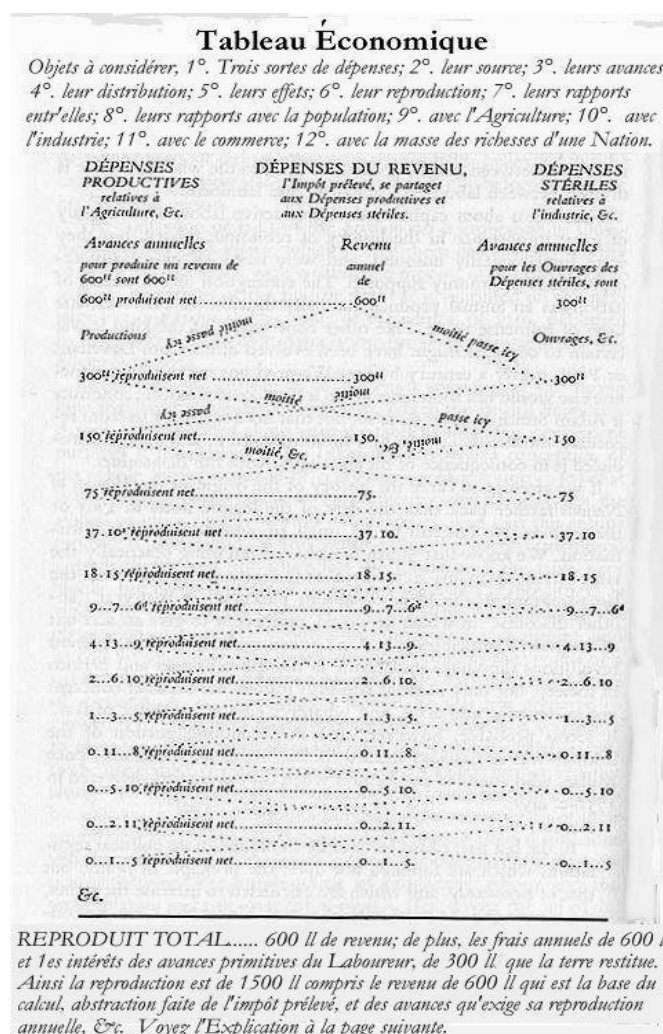 Tableau Économique
Objets à considérer, 1°. Trois sortes de dépenses; 2°. leur source; 3°. leurs avances
4°. leur distribution; 5°. leurs effets; 6°. leur reproduction; 7°. leurs rapports
entr'elles; 8°. leurs rapports avec la population; 9°. avec l'Agriculture; 10°. avec
l'industrie; 11°. avec le commerce; 12°. avec la masse des richesses d'une Nation.
DÉPENSES PRODUCTIVES relatives à l'Agriculture, &c.
DÉPENSES DU REVENU, l'Impôt prélevé, se partaget aux Dépenses productives et aux Dépenses stériles.
DÉPENSES STÉRILES relatives à l'industrie, &c.
Avances annuelles Revenu Avances annuelles
pour produire un revenu de annuel pour les Ouvrages des
600ll sont 600ll de Dépenses stériles, sont
600ll produisent net 600ll 300ll
Productions moitié passe icy moitié passe icy Ouvrages, &c.
300ll reproduisent net 300ll 300ll
moitié passe icy moitié passe icy
150 reproduisent net 150. 150
moitié, &c. moitié, &c.
75 reproduisent net 75. 75
37.10s reproduisent net 37.10. 37.10
18.15 reproduisent net 18.15. 18.15
9...7...6d reproduisent net 9...7...6d 9...7...6d
4.13...9 reproduisent net 4.13...9. 4.13...9
2...6.10 reproduisent net 2...6.10. 2...6.10
1...3...5 reproduisent net 1...3...5. 1...3...5
0.11...8 reproduisent net 0.11...8. 0.11...8
0...5.10 reproduisent net 0...5.10. 0...5.10
0...2.11 reproduisent net 0...2.11. 0...2.11
0...1...5 reproduisent net 0...1...5. 0...1...5
&c.
REPRODUIT TOTAL..... 600 ll de revenu; de plus, les frais annuels de 600 l
et 1es intérêts des avances primitives du Laboureur, de 300 ll que la terre restitue.
Ainsi la reproduction est de 1500 ll compris le revenu de 600 ll qui est la base du
calcul, abstraction faite de l'impôt prélevé, et des avances qu'exige sa reproduction
annuelle, &c. Voyez l'Explication à la page suivante.